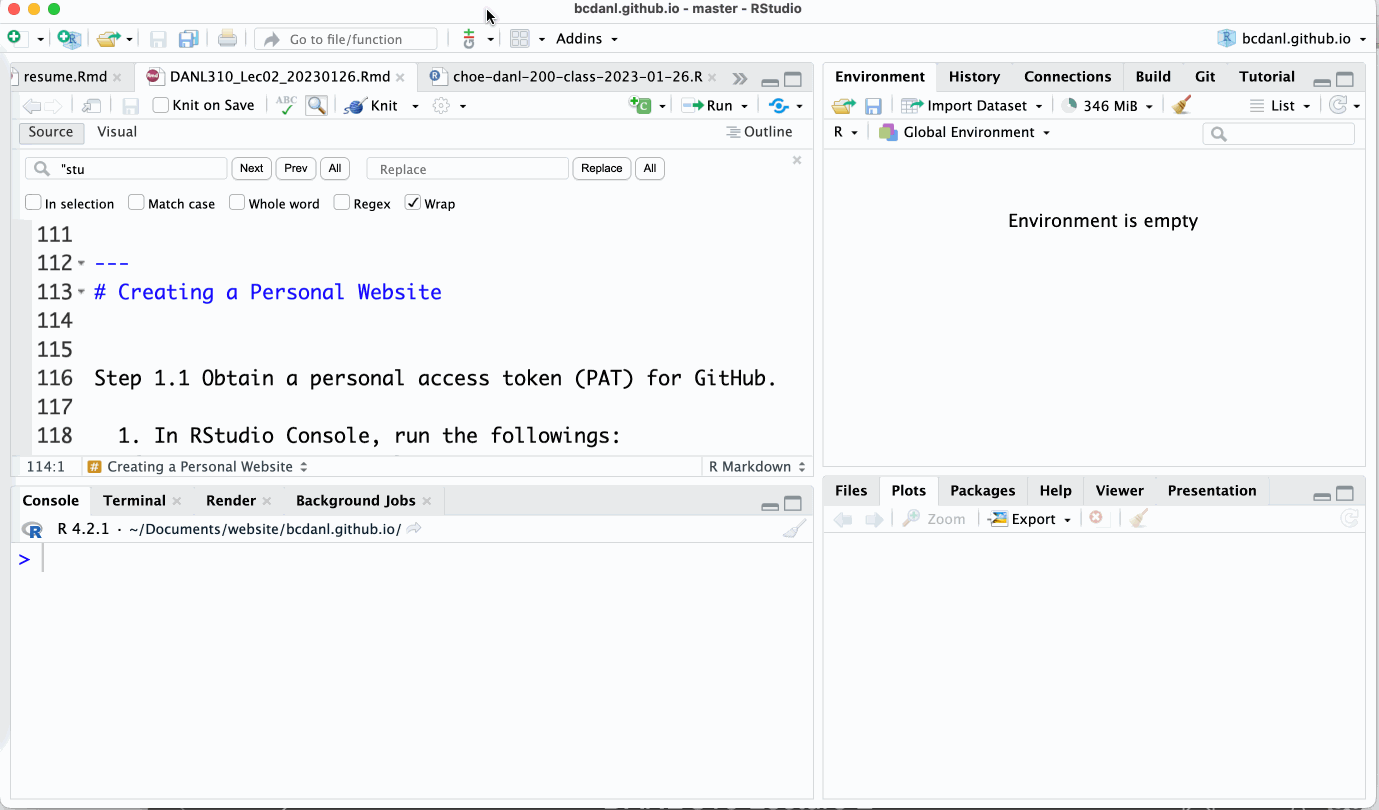 bcdanl.github.io - master - RStudio
Go to file/function
Addins
bcdanl.github.io
resume.Rmd
DANL310_Lec02_20230126.Rmd
choe-danl-200-class-2023-01-26.R
Knit on Save
ABC
Knit
Run
Source
Visual
Outline
"stu
Next
Prev
All
Replace
Replace
All
In selection
Match case
Whole word
Regex
Wrap
111
112 ---
113 # Creating a Personal Website
114
115
116 Step 1.1 Obtain a personal access token (PAT) for GitHub.
117
118 1. In RStudio Console, run the followings:
114:1
# Creating a Personal Website
R Markdown
Console
Terminal
Render
Background Jobs
R 4.2.1 · ~/Documents/website/bcdanl.github.io/
>
Environment
History
Connections
Build
Git
Tutorial
Import Dataset
346 MiB
List
R
Global Environment
Environment is empty
Files
Plots
Packages
Help
Viewer
Presentation
Zoom
Export